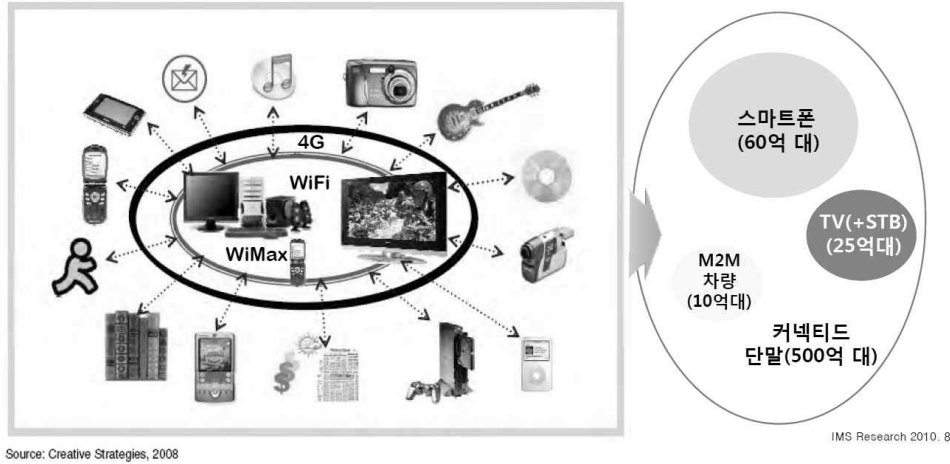 4G
WiFi
WiMax
스마트폰
(60억 대)
TV(+STB)
(25억대)
M2M
차량
(10억대)
커넥티드
단말(500억 대)
IMS Research 2010. 8
Source: Creative Strategies, 2008